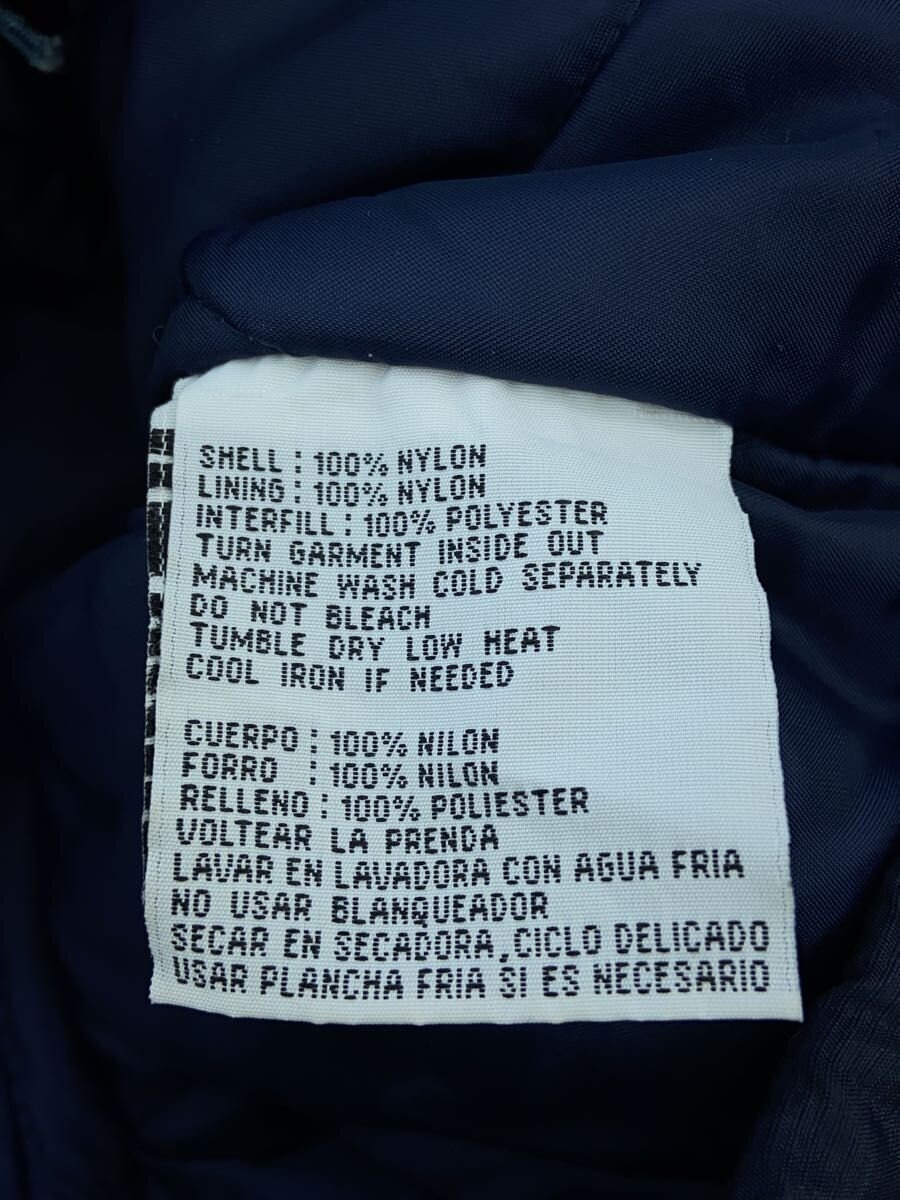 SHELL : 100% NYLON
LINING : 100% NYLON
INTERFILL : 100% POLYESTER
TURN GARMENT INSIDE OUT
MACHINE WASH COLD SEPARATELY
DO NOT BLEACH
TUMBLE DRY LOW HEAT
COOL IRON IF NEEDED
CUERPO : 100% NILON
FORRO : 100% NILON
RELLENO : 100% POLIESTER
VOLTEAR LA PRENDA
LAVAR EN LAVADORA CON AGUA FRIA
NO USAR BLANQUEADOR
SECAR EN SECADORA, CICLO DELICADO
USAR PLANCHA FRIA SI ES NECESARIO